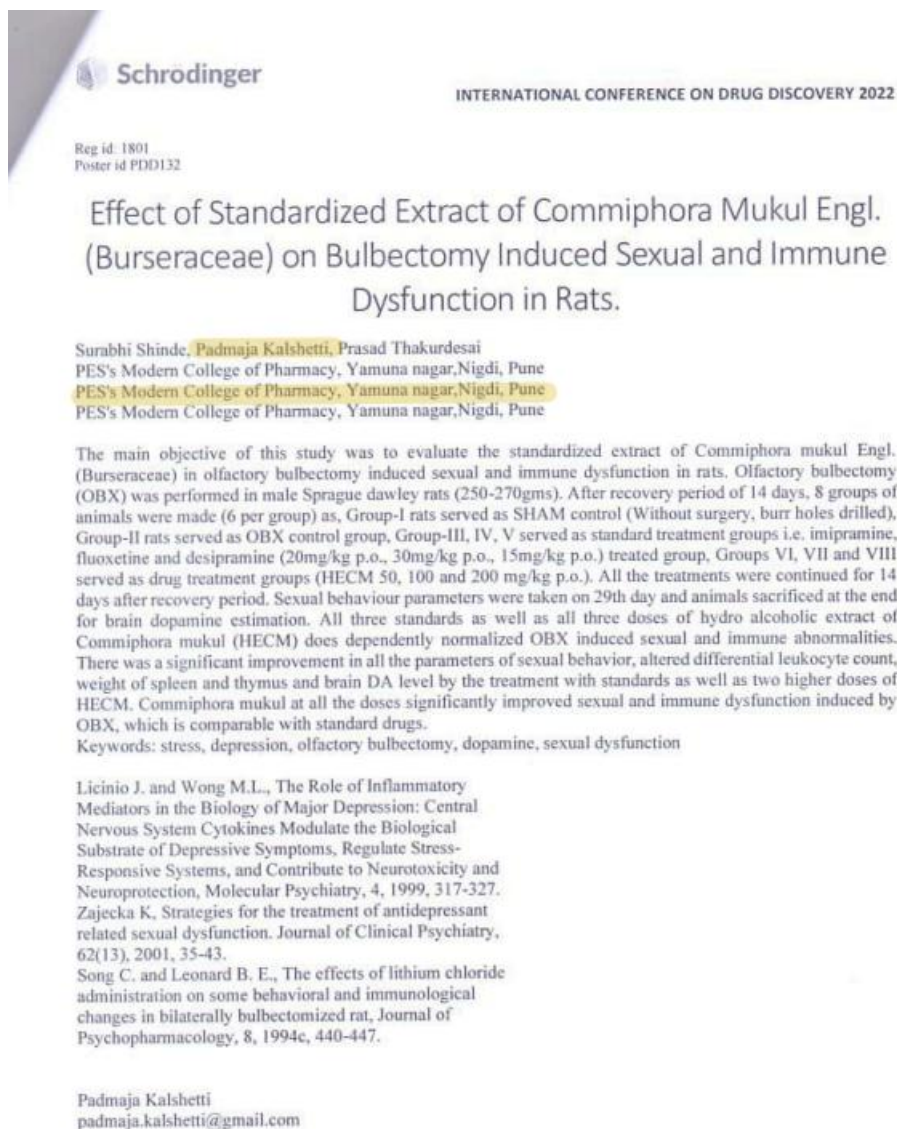 Schrödinger
INTERNATIONAL CONFERENCE ON DRUG DISCOVERY 2022
Reg id: 1801
Poster id PDD132
Effect of Standardized Extract of Commiphora Mukul Engl.
(Burseraceae) on Bulbectomy Induced Sexual and Immune
Dysfunction in Rats.
Surabhi Shinde, Padmaja Kalshetti, Prasad Thakurdesai
PES's Modern College of Pharmacy, Yamuna nagar,Nigdi, Pune
PES's Modern College of Pharmacy, Yamuna nagar,Nigdi, Pune
PES's Modern College of Pharmacy, Yamuna nagar,Nigdi, Pune
The main objective of this study was to evaluate the standardized extract of Commiphora mukul Engl.
(Burseraceae) in olfactory bulbectomy induced sexual and immune dysfunction in rats. Olfactory bulbectomy
(OBX) was performed in male Sprague dawley rats (250-270gms). After recovery period of 14 days, 8 groups of
animals were made (6 per group) as, Group-I rats served as SHAM control (Without surgery, burr holes drilled),
Group-II rats served as OBX control group, Group-III, IV, V served as standard treatment groups i.e. imipramine,
fluoxetine and desipramine (20mg/kg p.o., 30mg/kg p.o., 15mg/kg p.o.) treated group, Groups VI, VII and VIII
served as drug treatment groups (HECM 50, 100 and 200 mg/kg p.o.). All the treatments were continued for 14
days after recovery period. Sexual behaviour parameters were taken on 29th day and animals sacrificed at the end
for brain dopamine estimation. All three standards as well as all three doses of hydro alcoholic extract of
Commiphora mukul (HECM) does dependently normalized OBX induced sexual and immune abnormalities.
There was a significant improvement in all the parameters of sexual behavior, altered differential leukocyte count,
weight of spleen and thymus and brain DA level by the treatment with standards as well as two higher doses of
HECM. Commiphora mukul at all the doses significantly improved sexual and immune dysfunction induced by
OBX, which is comparable with standard drugs.
Keywords: stress, depression, olfactory bulbectomy, dopamine, sexual dysfunction
Licinio J. and Wong M.L., The Role of Inflammatory
Mediators in the Biology of Major Depression: Central
Nervous System Cytokines Modulate the Biological
Substrate of Depressive Symptoms, Regulate Stress-
Responsive Systems, and Contribute to Neurotoxicity and
Neuroprotection, Molecular Psychiatry, 4, 1999, 317-327.
Zajecka K, Strategies for the treatment of antidepressant
related sexual dysfunction. Journal of Clinical Psychiatry,
62(13), 2001, 35-43.
Song C. and Leonard B. E., The effects of lithium chloride
administration on some behavioral and immunological
changes in bilaterally bulbectomized rat, Journal of
Psychopharmacology, 8, 1994c, 440-447.
Padmaja Kalshetti
padmaja.kalshetti@gmail.com